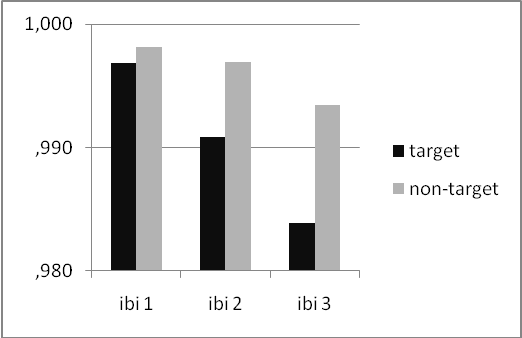 1,000
,990
,980
ibi 1
ibi 2
ibi 3
target
non-target